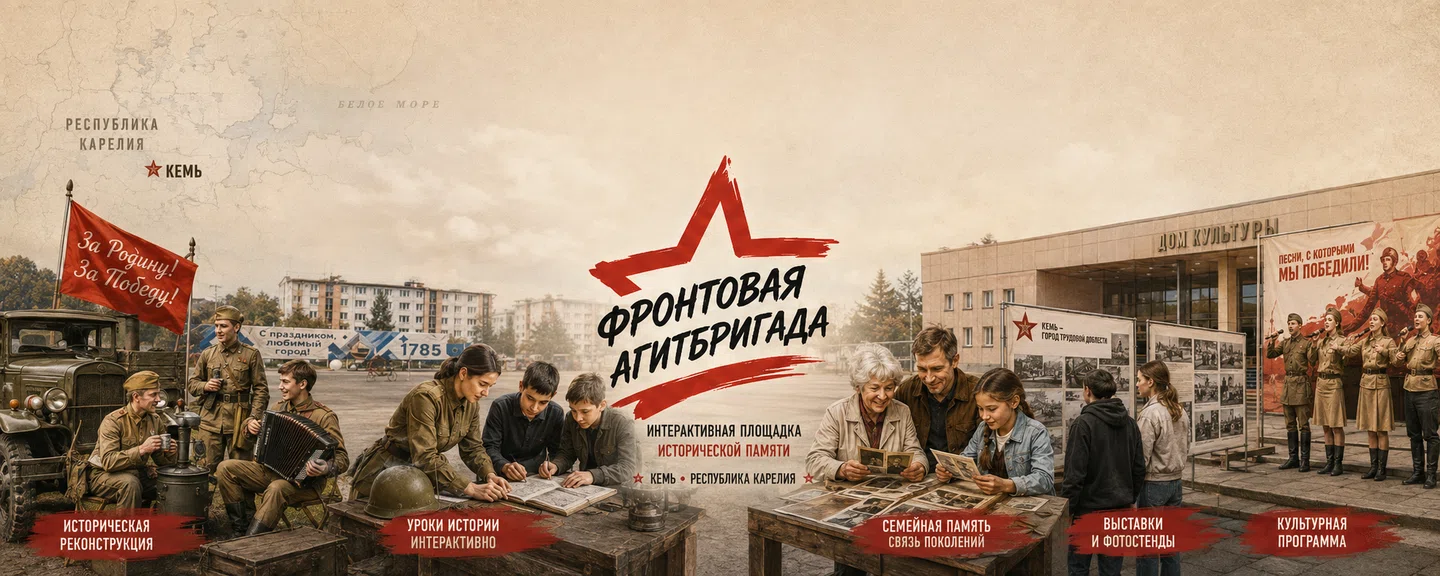 БЕЛОЕ МОРЕ
РЕСПУБЛИКА
КАРЕЛИЯ
КЕМЬ
За Родину!
За Победу!
С праздником,
любимый
город!
1785
ФРОНТОВАЯ
АГИТБРИГАДА
ИНТЕРАКТИВНАЯ ПЛОЩАДКА
ИСТОРИЧЕСКОЙ ПАМЯТИ
КЕМЬ • РЕСПУБЛИКА КАРЕЛИЯ
ДОМ КУЛЬТУРЫ
ПЕСНИ, С КОТОРЫМИ
МЫ ПОБЕДИЛИ!
КЕМЬ –
ГОРОД ТРУДОВОЙ ДОБЛЕСТИ
ИСТОРИЧЕСКАЯ
РЕКОНСТРУКЦИЯ
УРОКИ ИСТОРИИ
ИНТЕРАКТИВНО
СЕМЕЙНАЯ ПАМЯТЬ
СВЯЗЬ ПОКОЛЕНИЙ
ВЫСТАВКИ
И ФОТОСТЕНДЫ
КУЛЬТУРНАЯ
ПРОГРАММА